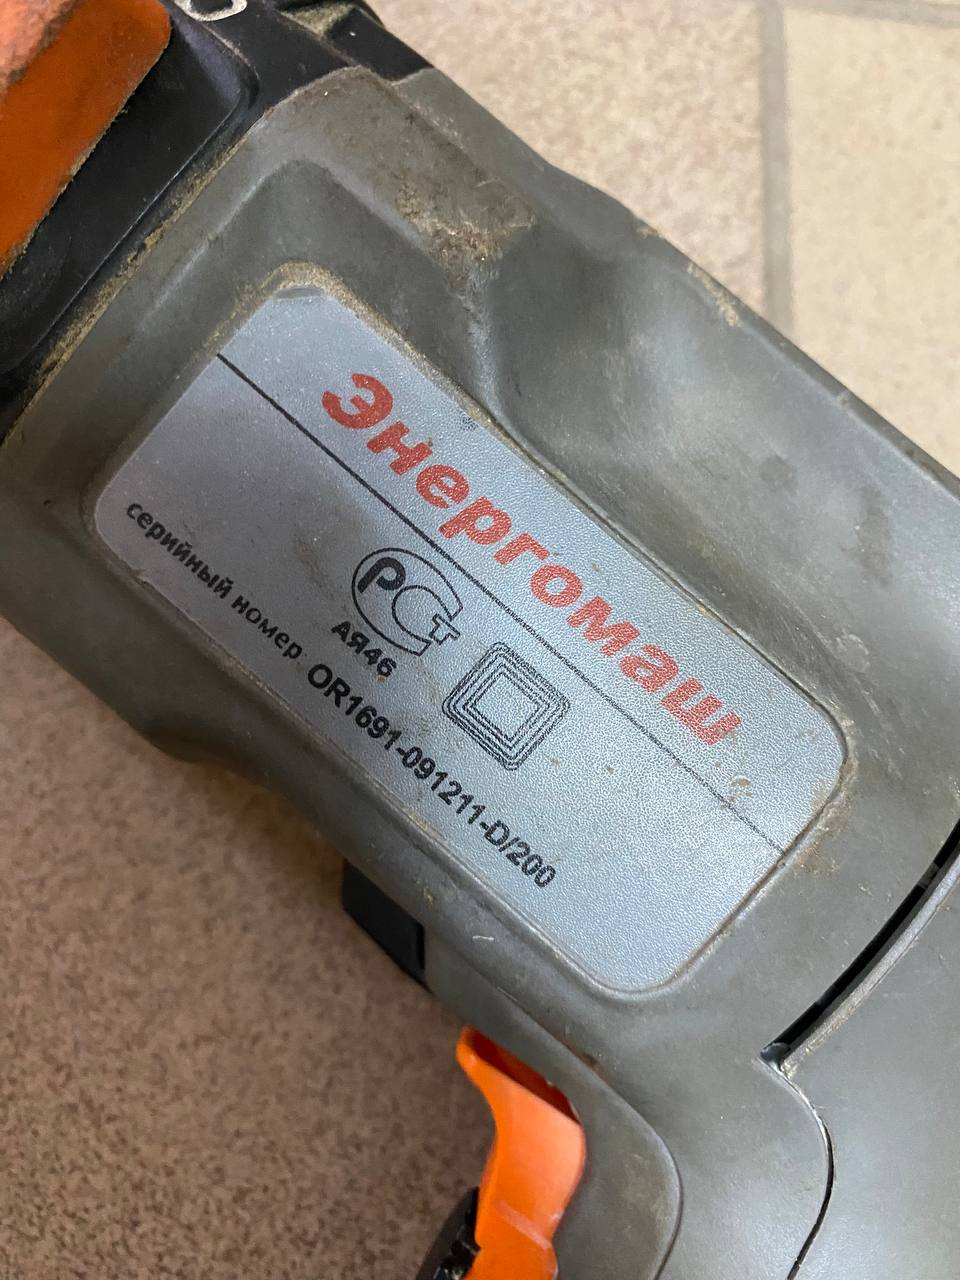 Энергомаш
РСТ
АЯ46
серийный номер OR1691-091211-D/200